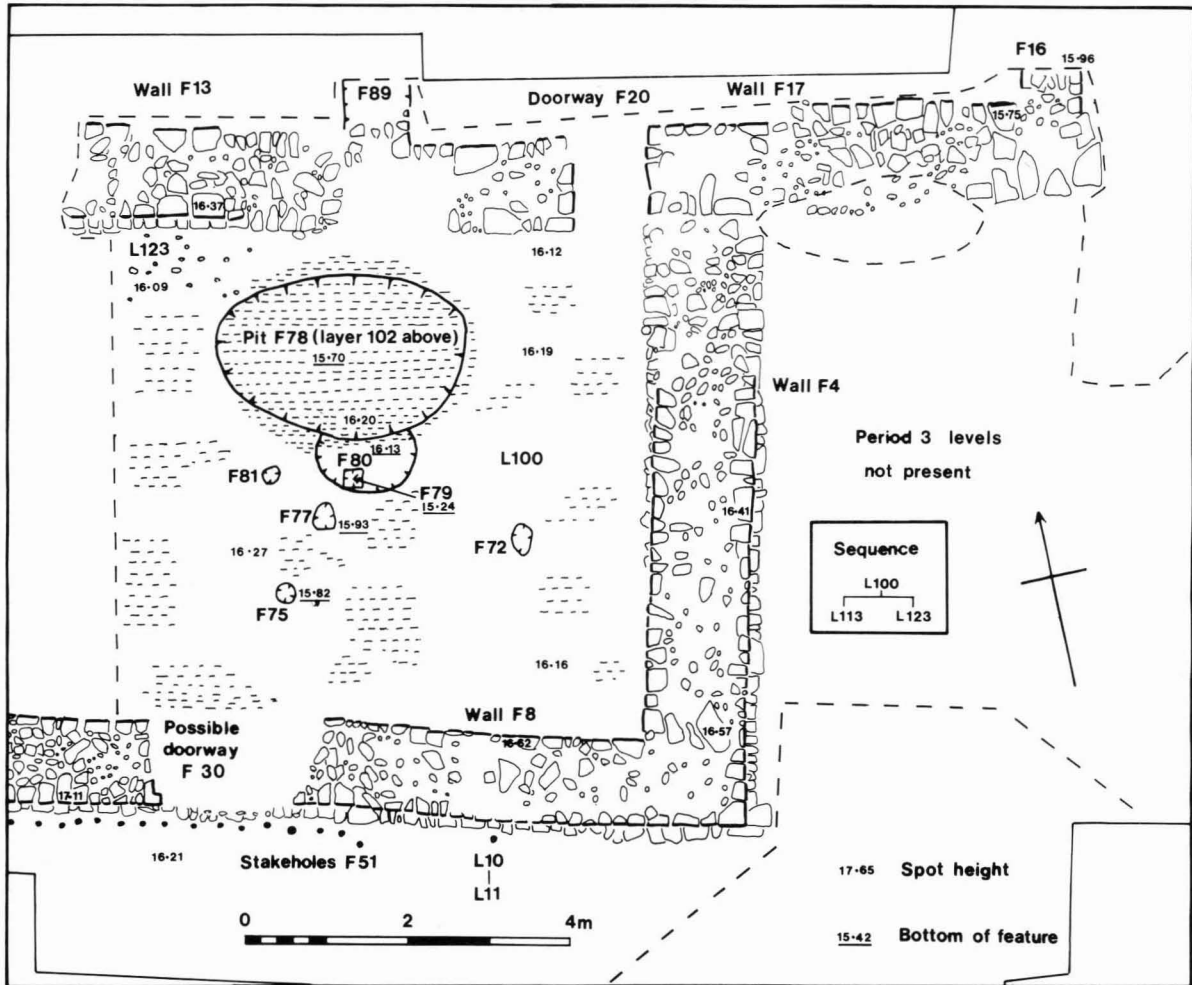 F16
15·96
Wall F13
F89
Doorway F20
Wall F17
15·75
16·37
L123
16·09
16·12
Pit F78 (layer 102 above)
15·70
16·19
16·20
16·13
Wall F4
F80
L100
F81
F79
15·24
Period 3 levels
not present
F77
15·93
16·41
16·27
F72
Sequence
L100
L113 L123
15·82
F75
16·16
Wall F8
16·62
16·57
Possible
doorway
F 30
17·11
16·21
Stakeholes F51
L10
L11
17·65 Spot height
0 2 4m
15·42 Bottom of feature